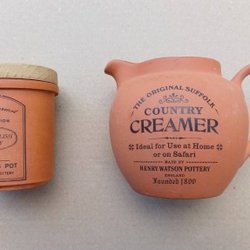 POT
THE ORIGINAL SUFFOLK
COUNTRY
CREAMER
Ideal for Use at Home
or on Safari
MADE BY
HENRY WATSON POTTERY
ENGLAND
Founded 1800